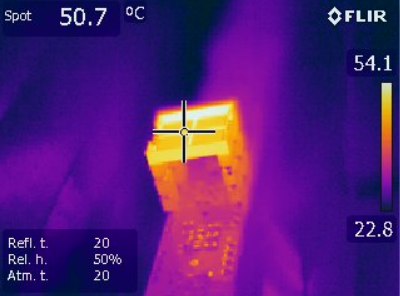 Spot 50.7 °C
FLIR
54.1
22.8
Refl. t. 20
Rel. h. 50%
Atm. t. 20